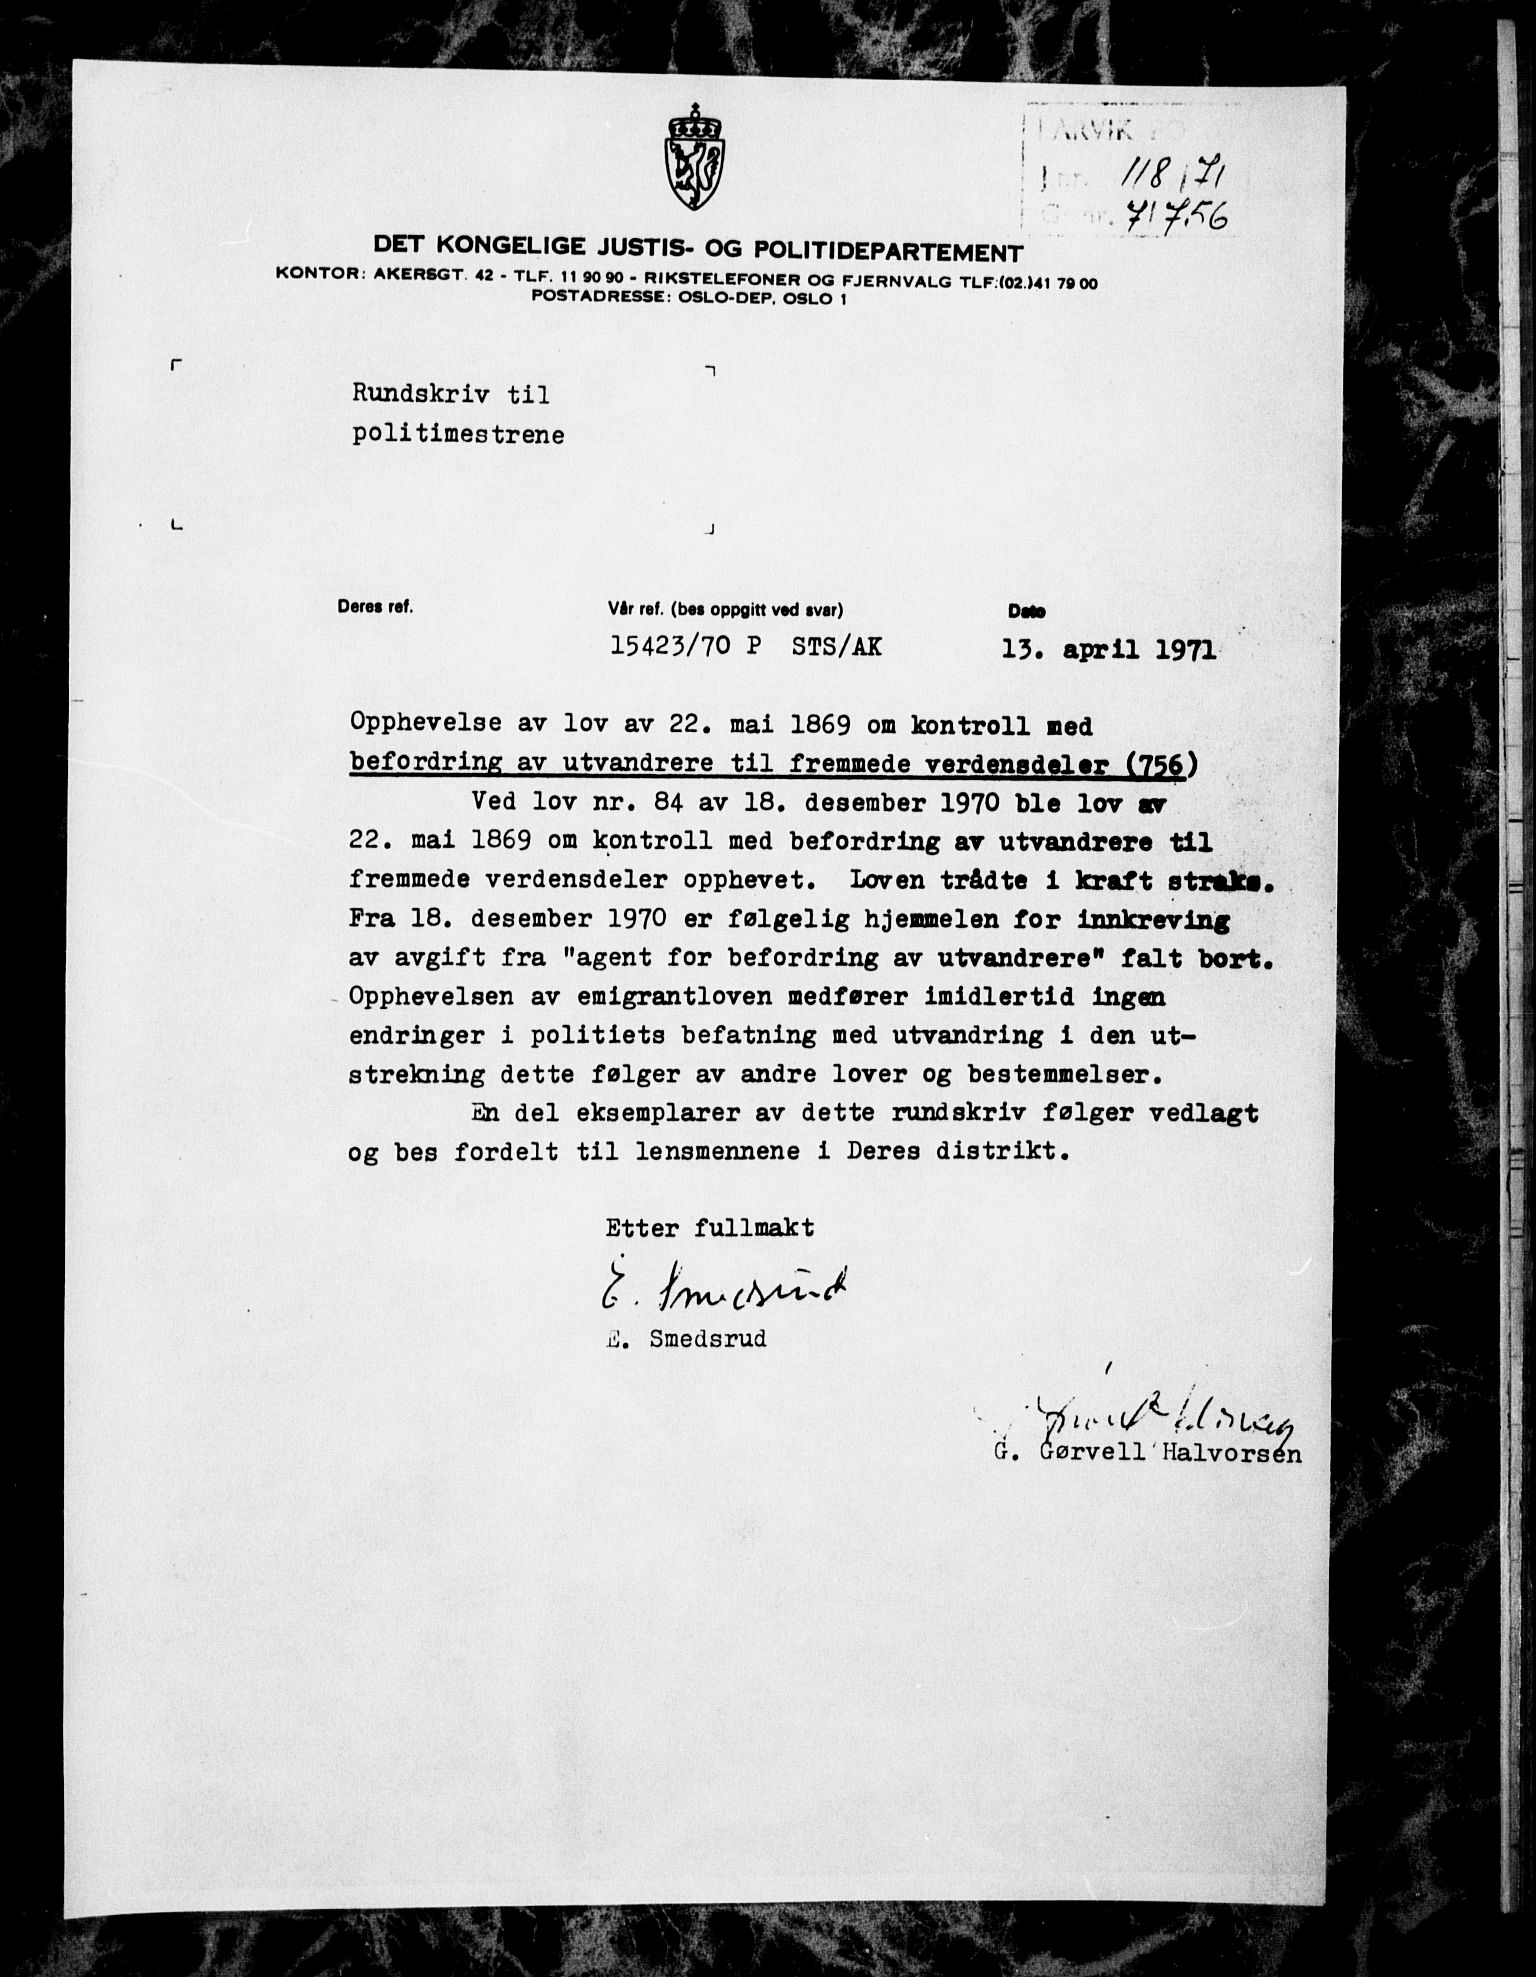 LARVIK PO
Jnr. 118/71
G. nr. 717.56
DET KONGELIGE JUSTIS- OG POLITIDEPARTEMENT
KONTOR: AKERSGT. 42 - TLF. 11 90 90 - RIKSTELEFONER OG FJERNVALG TLF.:(02.)41 79 00
POSTADRESSE: OSLO-DEP. OSLO 1
Rundskriv til
politimestrene
Deres ref.
Vår ref. (bes oppgitt ved svar)
Dato
15423/70 P STS/AK
13. april 1971
Opphevelse av lov av 22. mai 1869 om kontroll med
befordring av utvandrere til fremmede verdensdeler (756)
Ved lov nr. 84 av 18. desember 1970 ble lov av
22. mai 1869 om kontroll med befordring av utvandrere til
fremmede verdensdeler opphevet. Loven trådte i kraft straks.
Fra 18. desember 1970 er følgelig hjemmelen for innkreving
av avgift fra "agent for befordring av utvandrere" falt bort.
Opphevelsen av emigrantloven medfører imidlertid ingen
endringer i politiets befatning med utvandring i den ut-
strekning dette følger av andre lover og bestemmelser.
En del eksemplarer av dette rundskriv følger vedlagt
og bes fordelt til lensmennene i Deres distrikt.
Etter fullmakt
E. Smedsrud
E. Smedsrud
G. Gørvell Halvorsen